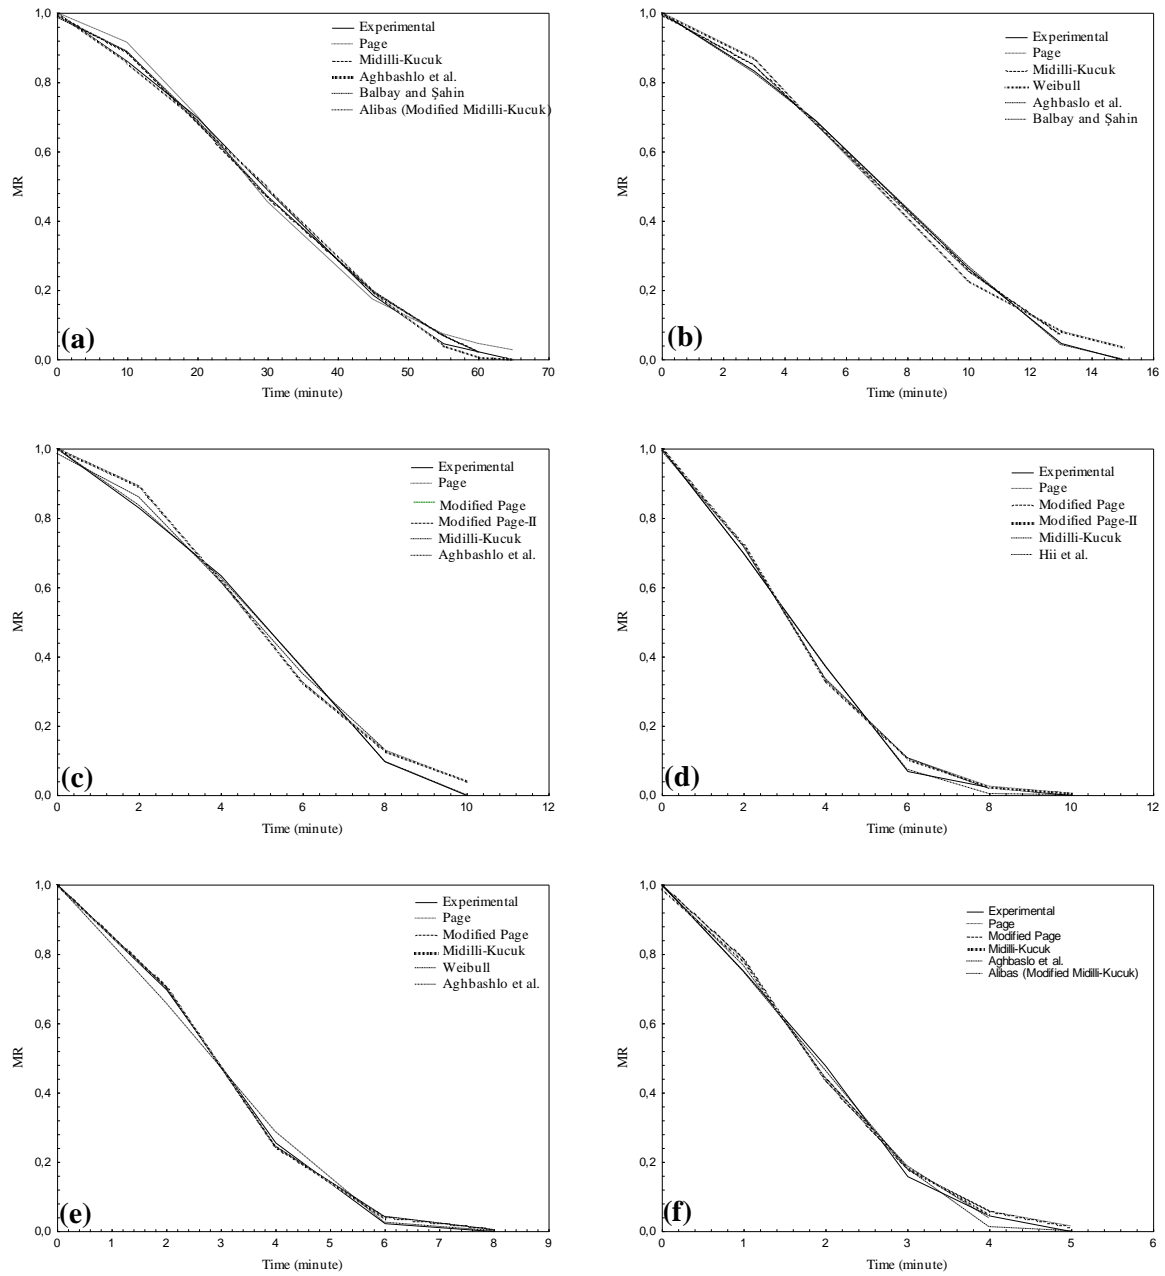 1,0
0,8
0,6
0,4
0,2
0,0
MR
Experimental
Page
Midilli-Kucuk
Aghbashlo et al.
Balbay and Şahin
Alibas (Modified Midilli-Kucuk)
(a)
0 10 20 30 40 50 60 70
Time (minute)
1,0
0,8
0,6
0,4
0,2
0,0
MR
Experimental
Page
Midilli-Kucuk
Weibull
Aghbaslo et al.
Balbay and Şahin
(b)
0 2 4 6 8 10 12 14 16
Time (minute)
1,0
0,8
0,6
0,4
0,2
0,0
MR
Experimental
Page
Modified Page
Modified Page-II
Midilli-Kucuk
Aghbashlo et al.
(c)
0 2 4 6 8 10 12
Time (minute)
1,0
0,8
0,6
0,4
0,2
0,0
MR
Experimental
Page
Modified Page
Modified Page-II
Midilli-Kucuk
Hii et al.
(d)
0 2 4 6 8 10 12
Time (minute)
1,0
0,8
0,6
0,4
0,2
0,0
MR
Experimental
Page
Modified Page
Midilli-Kucuk
Weibull
Aghbashlo et al.
(e)
0 1 2 3 4 5 6 7 8 9
Time (minute)
1,0
0,8
0,6
0,4
0,2
0,0
MR
Experimental
Page
Modified Page
Midilli-Kucuk
Aghbaslo et al.
Alibas (Modified Midilli-Kucuk)
(f)
0 1 2 3 4 5 6
Time (minute)